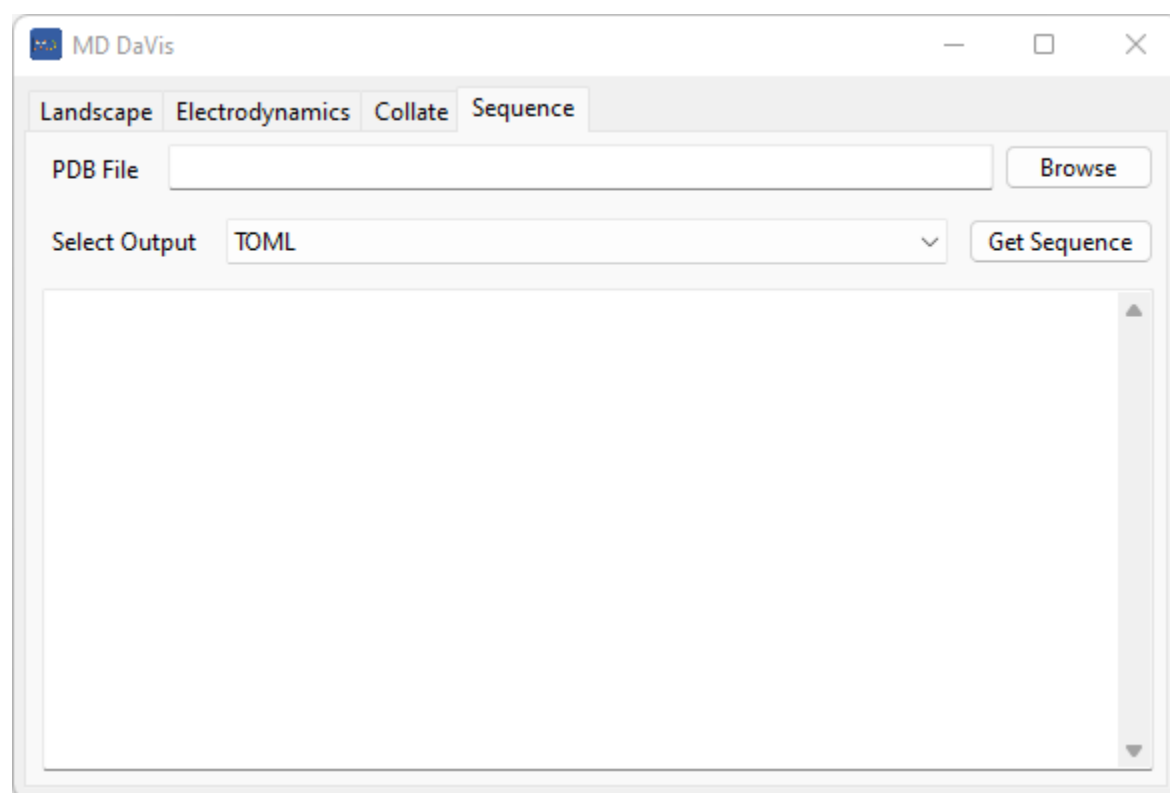 MD DaVis
Landscape Electrodynamics Collate Sequence
PDB File Browse
Select Output TOML Get Sequence